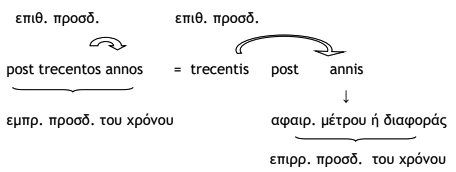 επιθ. προσδ. επιθ. προσδ.
post trecentos annos = trecentis post annis
↓
εμπρ. προσδ. του χρόνου αφαιρ. μέτρου ή διαφοράς
επιρρ. προσδ. του χρόνου